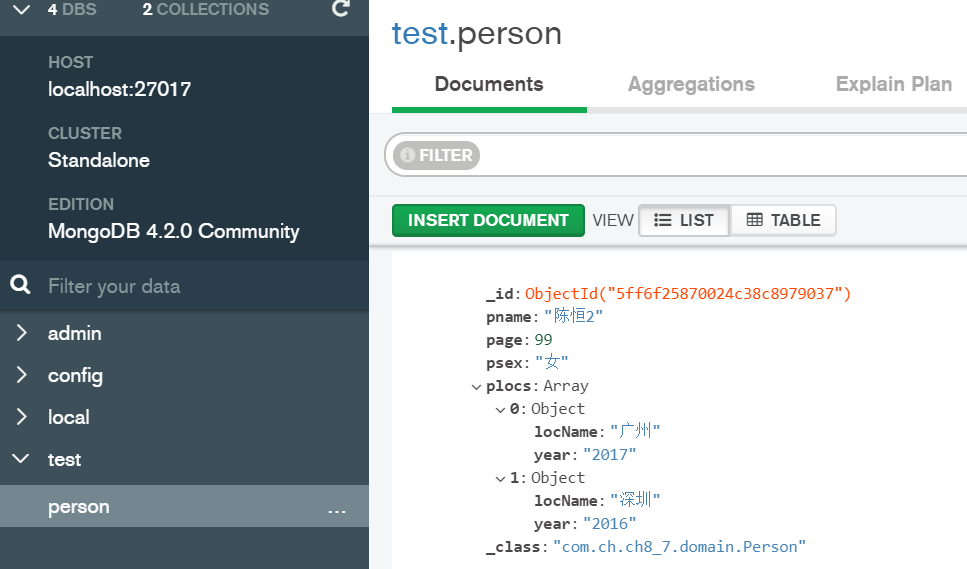 4 DBS 2 COLLECTIONS
HOST
localhost:27017
CLUSTER
Standalone
EDITION
MongoDB 4.2.0 Community
Filter your data
admin
config
local
test
person
...
test.person
Documents Aggregations Explain Plan
FILTER
INSERT DOCUMENT VIEW LIST TABLE
_id: ObjectId("5ff6f25870024c38c8979037")
pname: "陈恒2"
page: 99
psex: "女"
plocs: Array
0: Object
locName: "广州"
year: "2017"
1: Object
locName: "深圳"
year: "2016"
_class: "com.ch.ch8_7.domain.Person"